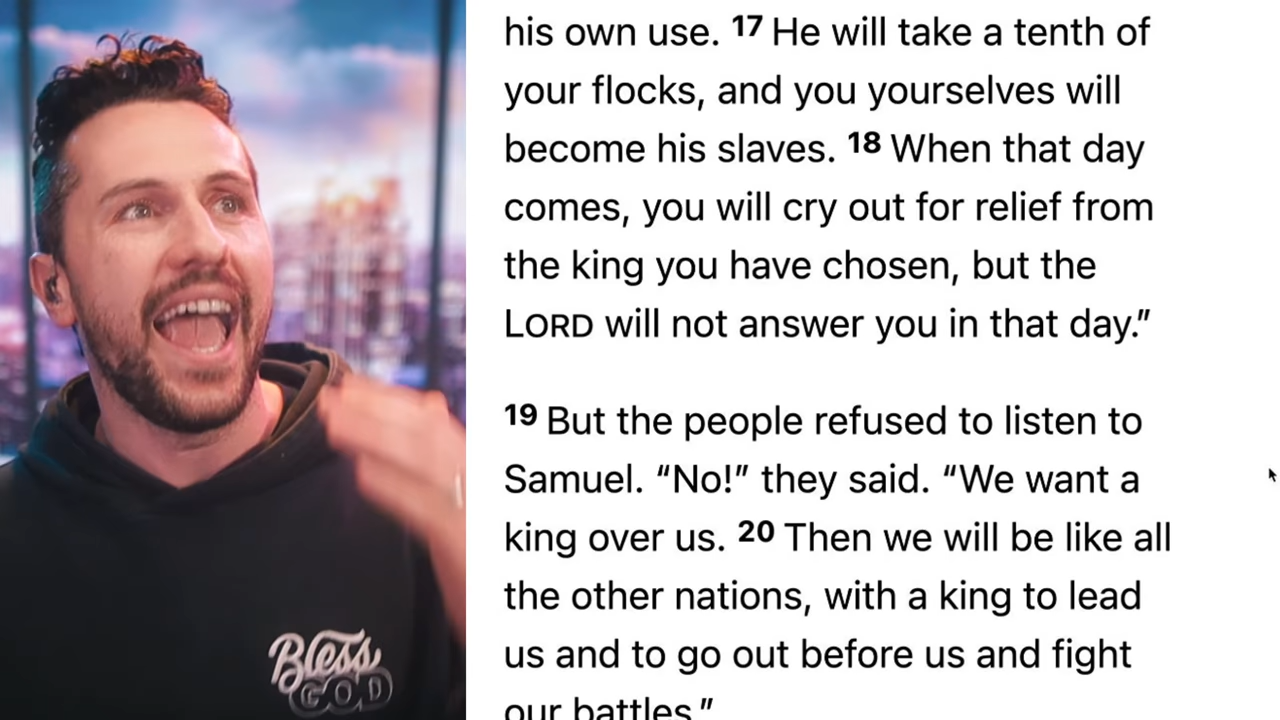 his own use. 17 He will take a tenth of
your flocks, and you yourselves will
become his slaves. 18 When that day
comes, you will cry out for relief from
the king you have chosen, but the
LORD will not answer you in that day.”
19 But the people refused to listen to
Samuel. “No!” they said. “We want a
king over us. 20 Then we will be like all
the other nations, with a king to lead
us and to go out before us and fight
our battles.”
Bless
GOD